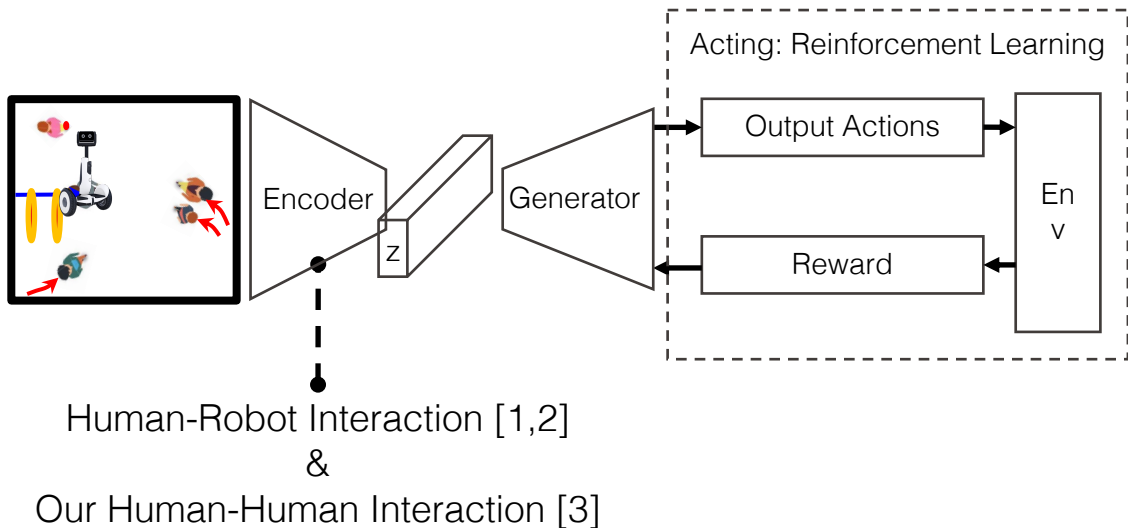 Acting: Reinforcement Learning
Encoder
z
Generator
Output Actions
Reward
En
v
Human-Robot Interaction [1,2]
&
Our Human-Human Interaction [3]